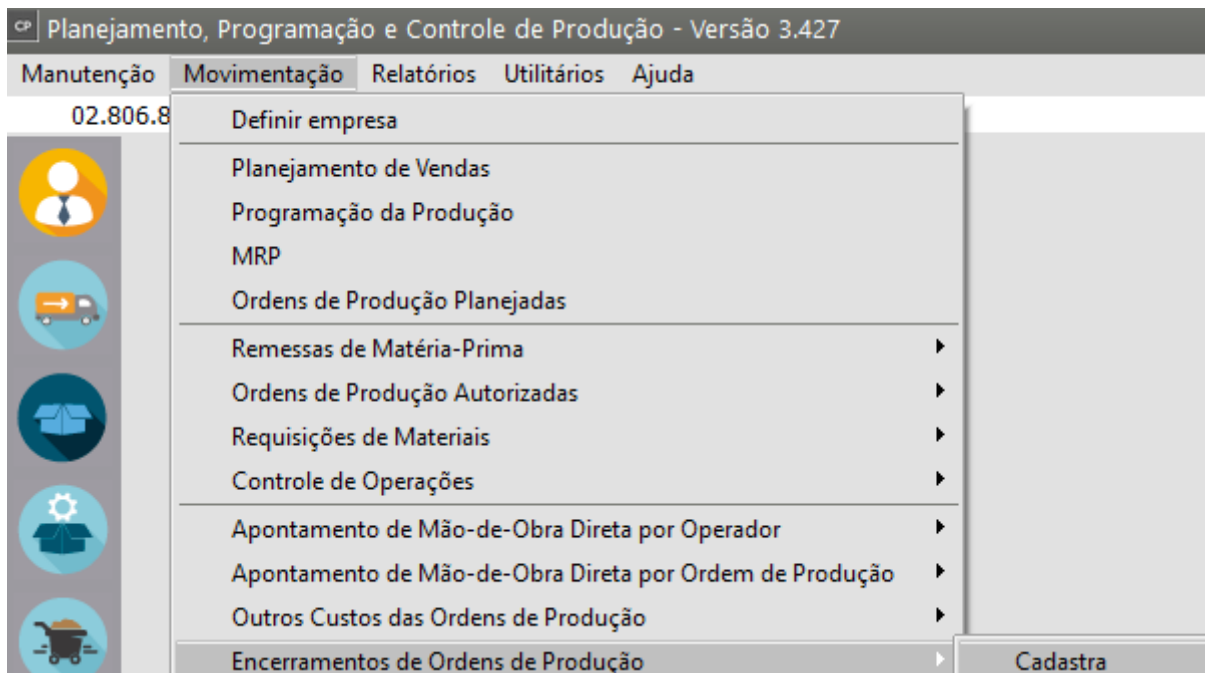 CP Planejamento, Programação e Controle de Produção - Versão 3.427
Manutenção Movimentação Relatórios Utilitários Ajuda
02.806.8
Definir empresa
Planejamento de Vendas
Programação da Produção
MRP
Ordens de Produção Planejadas
Remessas de Matéria-Prima
Ordens de Produção Autorizadas
Requisições de Materiais
Controle de Operações
Apontamento de Mão-de-Obra Direta por Operador
Apontamento de Mão-de-Obra Direta por Ordem de Produção
Outros Custos das Ordens de Produção
Encerramentos de Ordens de Produção Cadastra